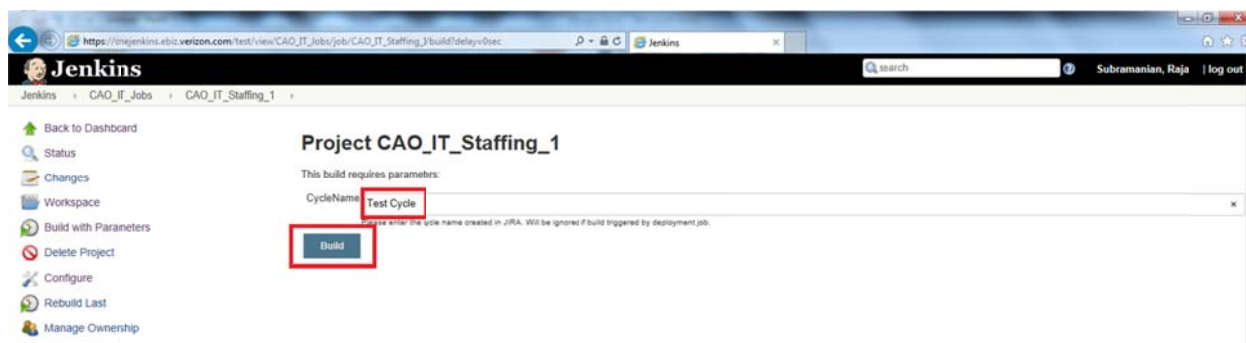 https://onejenkins.ebiz.verizon.com/test/view/CAO_IT_Jobs/job/CAO_IT_Staffing_1/build?delay=0sec Jenkins
Jenkins search Subramanian, Raja | log out
Jenkins CAO_IT_Jobs CAO_IT_Staffing_1
Back to Dashboard
Status
Changes
Workspace
Build with Parameters
Delete Project
Configure
Rebuild Last
Manage Ownership
Project CAO_IT_Staffing_1
This build requires parameters:
CycleName Test Cycle
Please enter the cycle name created in JIRA. Will be ignored if build triggered by deployment job.
Build